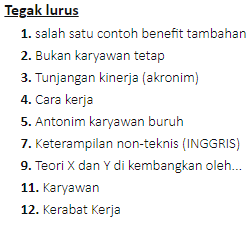 Tegak lurus
1. salah satu contoh benefit tambahan
2. Bukan karyawan tetap
3. Tunjangan kinerja (akronim)
4. Cara kerja
5. Antonim karyawan buruh
7. Keterampilan non-teknis (INGGRIS)
9. Teori X dan Y di kembangkan oleh...
11. Karyawan
12. Kerabat Kerja